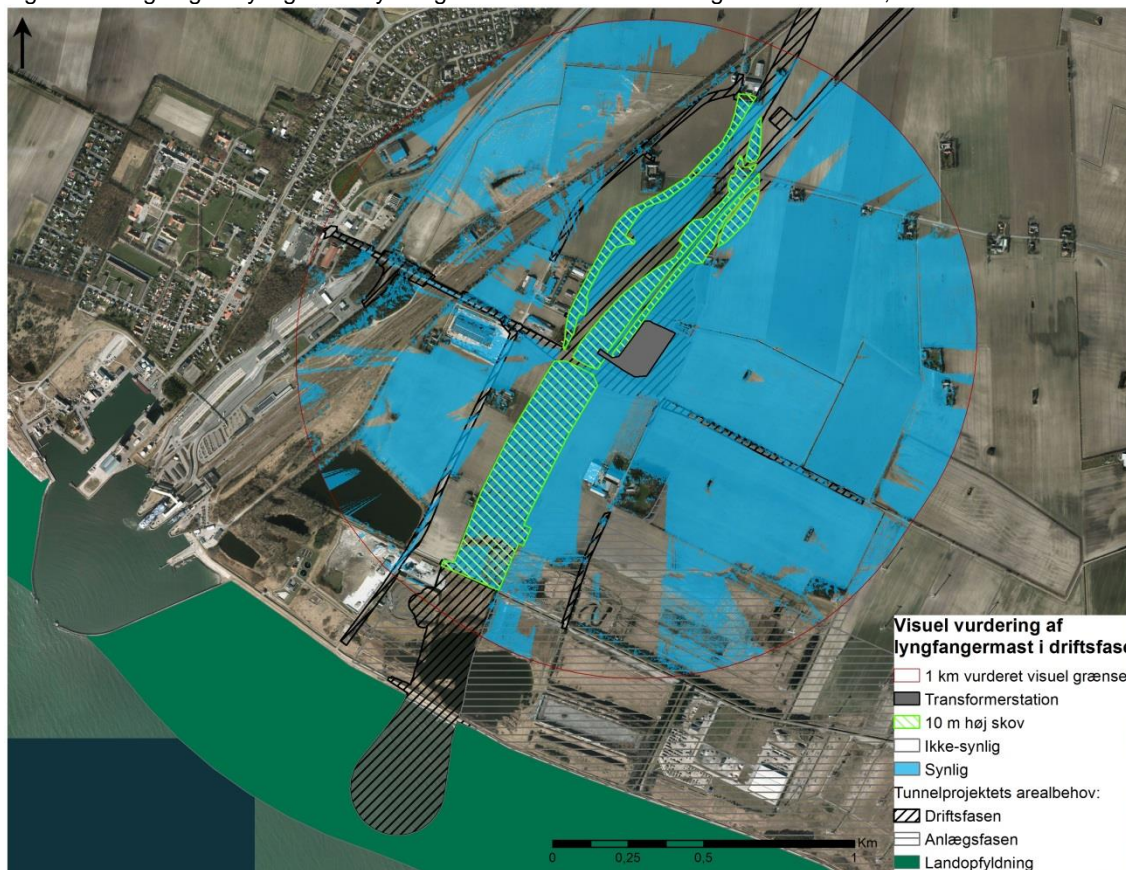 Visuel vurdering af
lyngfangermast i driftsfase
1 km vurderet visuel grænse
Transformerstation
10 m høj skov
Ikke-synlig
Synlig
Tunnelprojektets arealbehov:
Driftsfasen
Anlægsfasen
Landopfyldning
Km
0 0,25 0,5 1